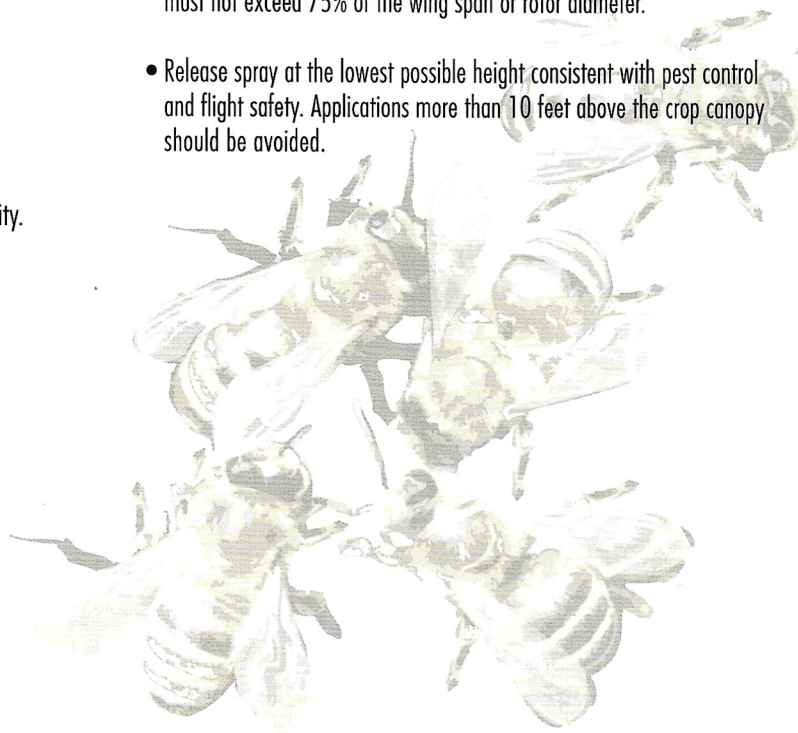 must not exceed 75% of the wing span or rotor diameter.
• Release spray at the lowest possible height consistent with pest control
and flight safety. Applications more than 10 feet above the crop canopy
should be avoided.
ity.